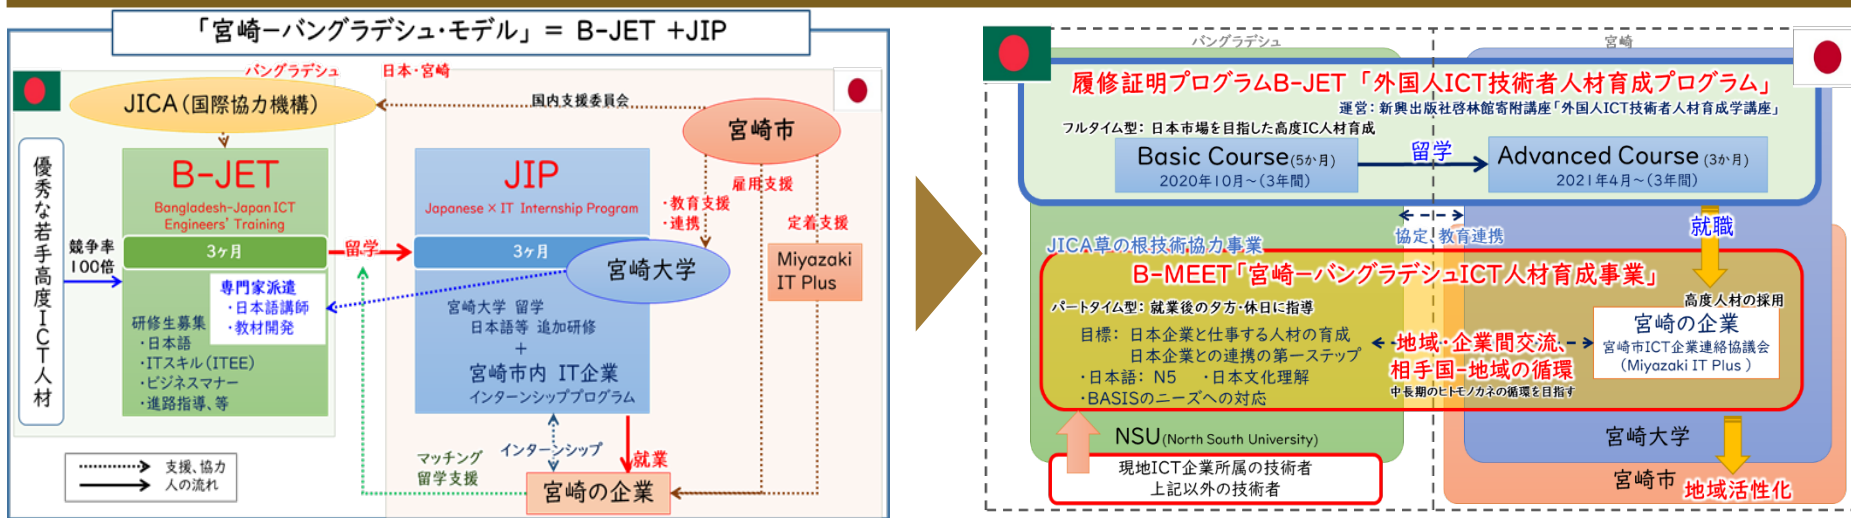 「宮崎ーバングラデシュ・モデル」 = B-JET +JIP
バングラデシュ
日本・宮崎
JICA(国際協力機構)
国内支援委員会
宮崎市
優秀な若手高度ICT人材
競争率
100倍
B-JET
Bangladesh-Japan ICT
Engineers' Training
3ヶ月
専門家派遣
・日本語講師
・教材開発
研修生募集
・日本語
・ITスキル(ITEE)
・ビジネスマナー
・進路指導、等
留学
JIP
Japanese × IT Internship Program
3ヶ月
宮崎大学
宮崎大学 留学
日本語等 追加研修
+
宮崎市内 IT企業
インターンシッププログラム
・教育支援
・連携
雇用支援
定着支援
Miyazaki
IT Plus
マッチング
留学支援
インターンシップ
就業
宮崎の企業
支援、協力
人の流れ
バングラデシュ
宮崎
履修証明プログラムB-JET 「外国人ICT技術者人材育成プログラム」
運営: 新興出版社啓林館寄附講座「外国人ICT技術者人材育成学講座」
フルタイム型: 日本市場を目指した高度IC人材育成
Basic Course(5か月)
2020年10月~(3年間)
留学
Advanced Course (3か月)
2021年4月~(3年間)
協定、教育連携
就職
JICA草の根技術協力事業
B-MEET「宮崎ーバングラデシュICT人材育成事業」
パートタイム型: 就業後の夕方・休日に指導
目標: 日本企業と仕事する人材の育成
日本企業との連携の第一ステップ
・日本語: N5 ・日本文化理解
・BASISのニーズへの対応
地域・企業間交流、
相手国-地域の循環
中長期のヒトモノカネの循環を目指す
高度人材の採用
宮崎の企業
宮崎市ICT企業連絡協議会
(Miyazaki IT Plus )
NSU(North South University)
現地ICT企業所属の技術者
上記以外の技術者
宮崎大学
宮崎市
地域活性化